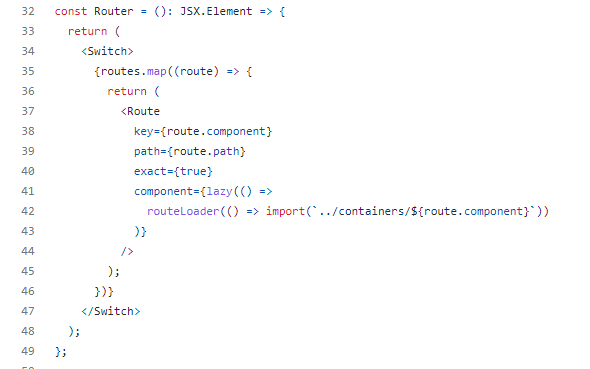 32 const Router = (): JSX.Element => {
33   return (
34     <Switch>
35       {routes.map((route) => {
36         return (
37           <Route
38             key={route.component}
39             path={route.path}
40             exact={true}
41             component={lazy(() =>
42               routeLoader(() => import(`../containers/${route.component}`))
43             )}
44           />
45         );
46       })}
47     </Switch>
48   );
49 };